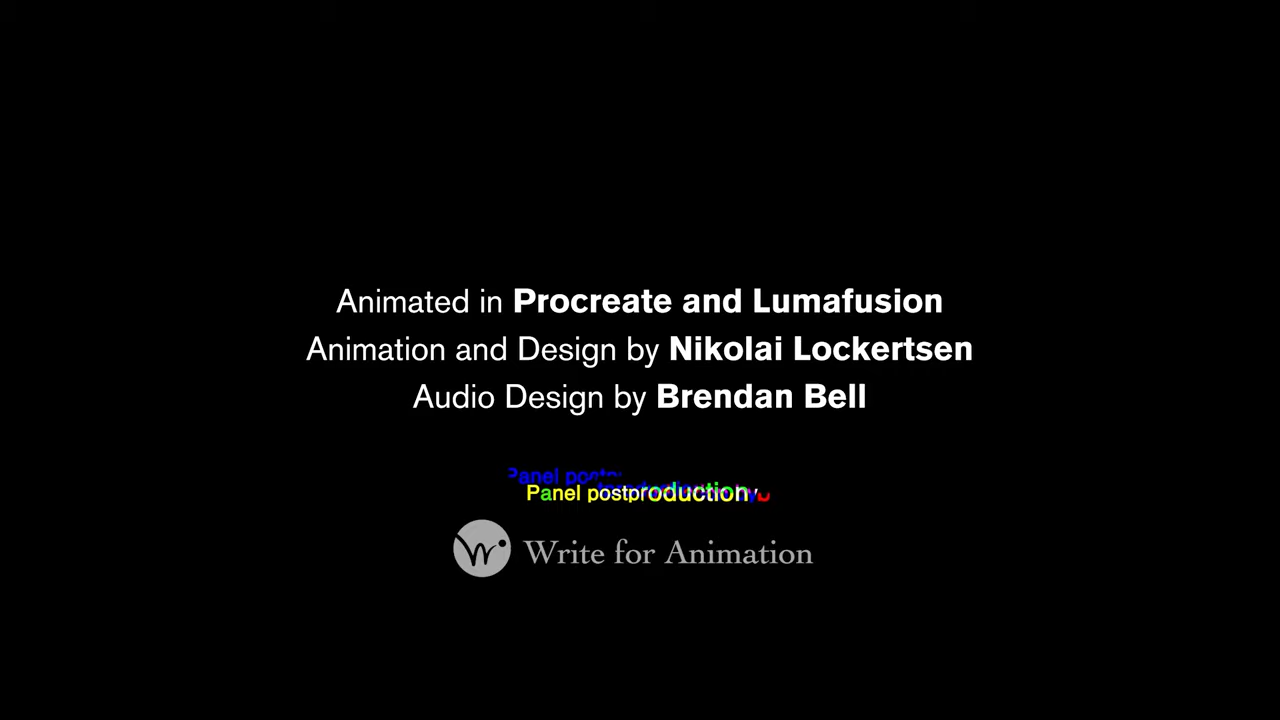 Animated in Procreate and Lumafusion
Animation and Design by Nikolai Lockertsen
Audio Design by Brendan Bell
Panel postproduction
Write for Animation